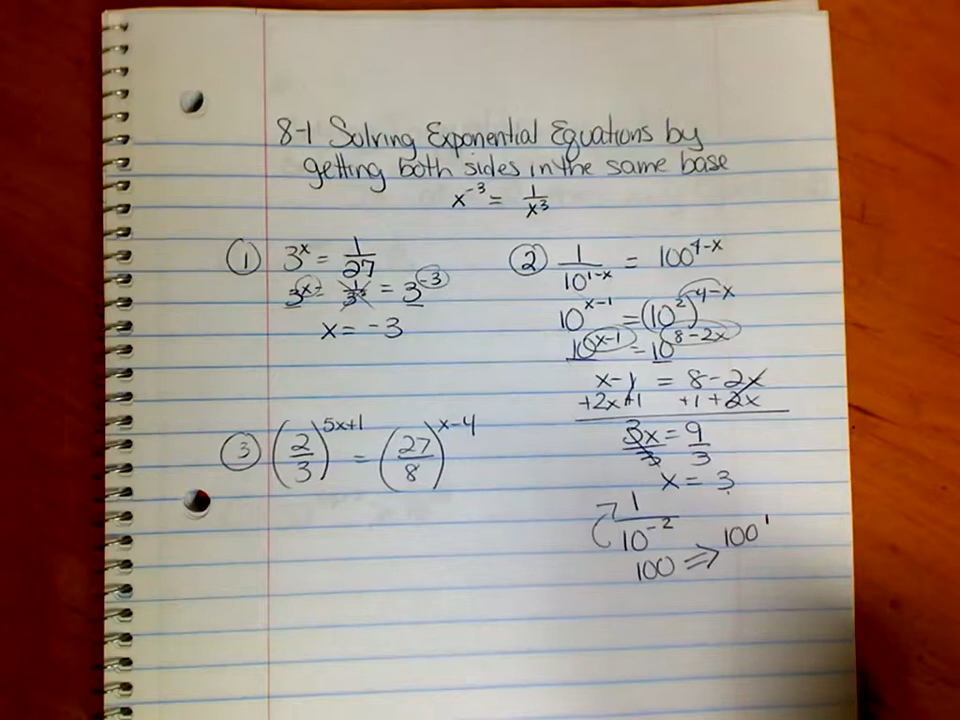 8-1 Solving Exponential Equations by
getting both sides in the same base
x⁻³ = 1/x³
① 3ˣ = 1/27
3ˣ = 1/3³ = 3⁻³
x = -3
② 1/10¹⁻ˣ = 100⁴⁻ˣ
10ˣ⁻¹ = (10²)⁴⁻ˣ
10ˣ⁻¹ = 10⁸⁻²ˣ
x-1 = 8-2x
+2x+1 +1+2x
3x/3 = 9/3
x = 3
1/10⁻²
100 ⇒ 100¹
③ (2/3)⁵ˣ⁺¹ = (27/8)ˣ⁻⁴